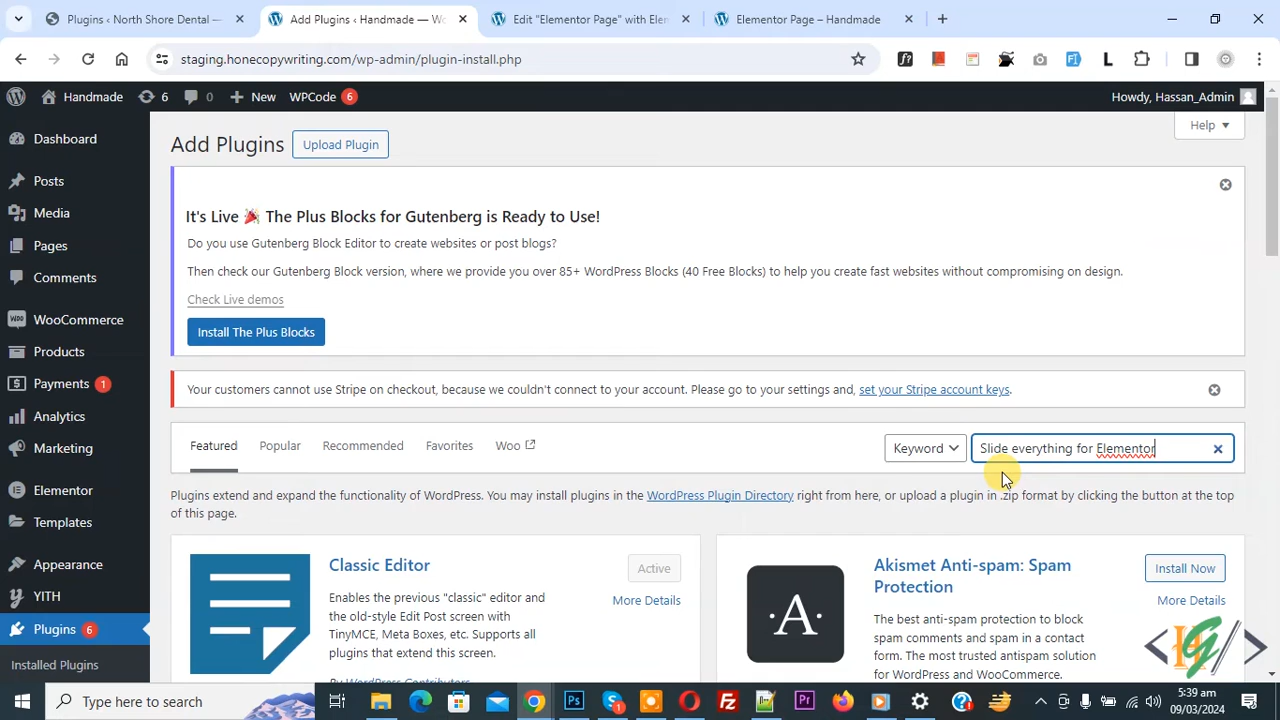 Plugins ‹ North Shore Dental —
Add Plugins ‹ Handmade — Wo
Edit "Elementor Page" with Elem
Elementor Page – Handmade
staging.homecopywriting.com/wp-admin/plugin-install.php
Handmade
6
0
New
WPCode 6
Howdy, Hassan_Admin
Dashboard
Posts
Media
Pages
Comments
WooCommerce
Products
Payments 1
Analytics
Marketing
Elementor
Templates
Appearance
YITH
Plugins 6
Installed Plugins
Help
Add Plugins
Upload Plugin
It's Live 🎉 The Plus Blocks for Gutenberg is Ready to Use!
Do you use Gutenberg Block Editor to create websites or post blogs?
Then check our Gutenberg Block version, where we provide you over 85+ WordPress Blocks (40 Free Blocks) to help you create fast websites without compromising on design.
Check Live demos
Install The Plus Blocks
Your customers cannot use Stripe on checkout, because we couldn't connect to your account. Please go to your settings and, set your Stripe account keys.
Featured
Popular
Recommended
Favorites
Woo
Keyword
Slide everything for Elementor
Plugins extend and expand the functionality of WordPress. You may install plugins in the WordPress Plugin Directory right from here, or upload a plugin in .zip format by clicking the button at the top
of this page.
Classic Editor
Active
More Details
Enables the previous "classic" editor and
the old-style Edit Post screen with
TinyMCE, Meta Boxes, etc. Supports all
plugins that extend this screen.
By WordPress Contributors
Akismet Anti-spam: Spam
Protection
Install Now
More Details
The best anti-spam protection to block
spam comments and spam in a contact
form. The most trusted antispam solution
for WordPress and WooCommerce.
Type here to search
5:39 am
09/03/2024